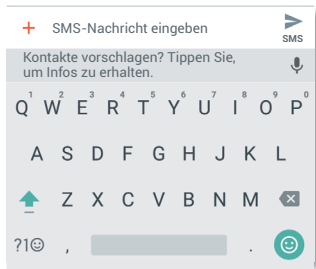 + SMS-Nachricht eingeben
SMS
Kontakte vorschlagen? Tippen Sie,
um Infos zu erhalten.
1 2 3 4 5 6 7 8 9 0
Q W E R T Y U I O P
A S D F G H J K L
Z X C V B N M
?1☺ , .